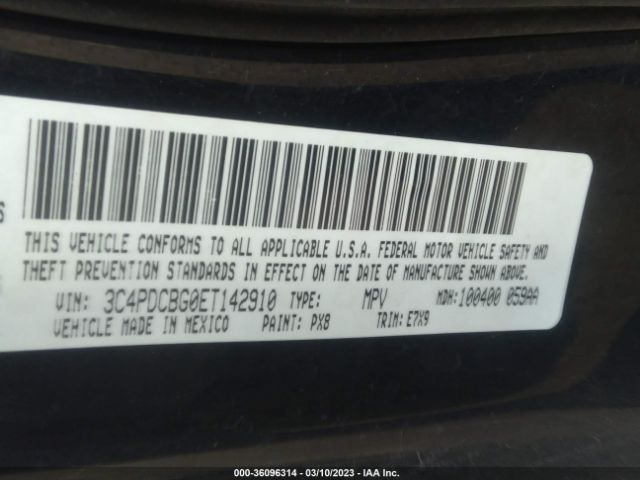 S
THIS VEHICLE CONFORMS TO ALL APPLICABLE U.S.A. FEDERAL MOTOR VEHICLE SAFETY AND
THEFT PREVENTION STANDARDS IN EFFECT ON THE DATE OF MANUFACTURE SHOWN ABOVE.
VIN: 3C4PDCBG0ET142910 TYPE: MPV MDH:100400 059AA
VEHICLE MADE IN MEXICO PAINT: PX8 TRIM: E7X9
000-36096314 - 03/10/2023 - IAA Inc.